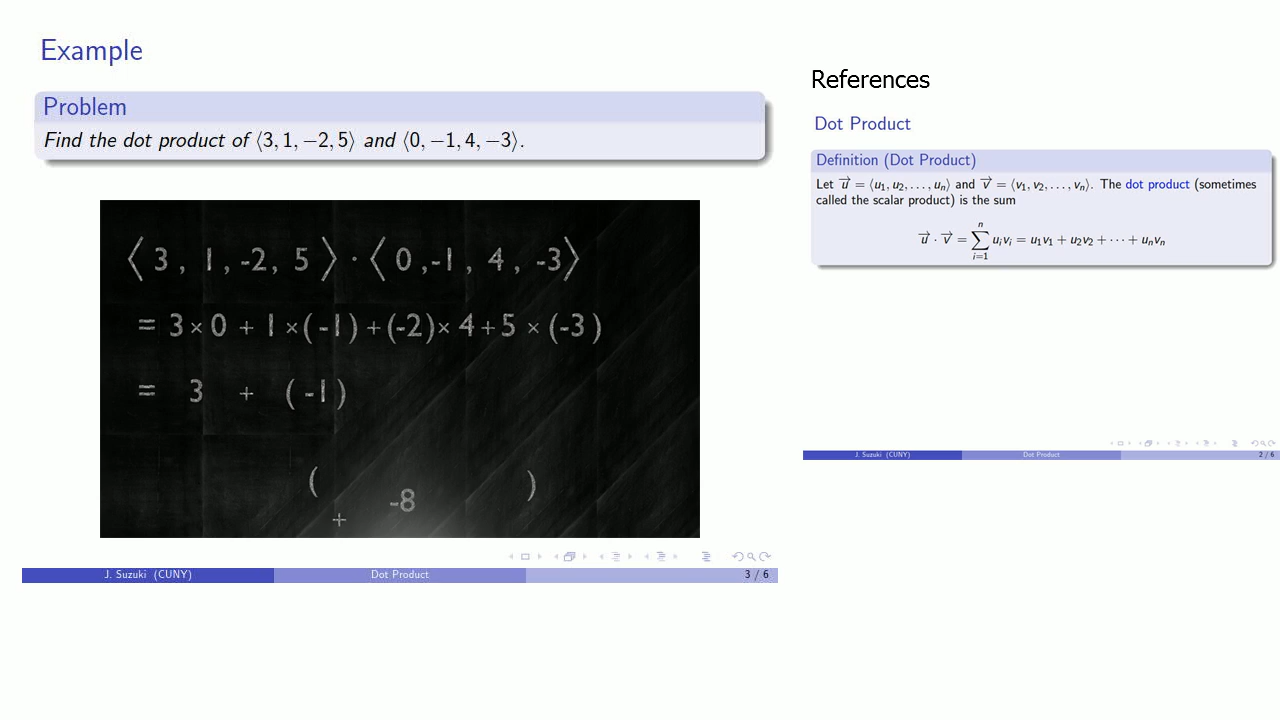 Example
Problem
Find the dot product of ⟨3, 1, −2, 5⟩ and ⟨0, −1, 4, −3⟩.
⟨ 3 , 1 , -2, 5 ⟩ · ⟨ 0 ,-1 , 4 , -3⟩
= 3×0 + 1×(-1)+(-2)×4+5×(-3)
= 3 + (-1)
( )
-8
+
J. Suzuki (CUNY) Dot Product 3 / 6
References
Dot Product
Definition (Dot Product)
Let u⃗ = ⟨u₁, u₂, . . . , uₙ⟩ and v⃗ = ⟨v₁, v₂, . . . , vₙ⟩. The dot product (sometimes
called the scalar product) is the sum
u⃗ · v⃗ = ∑ⁿᵢ₌₁ uᵢvᵢ = u₁v₁ + u₂v₂ + · · · + uₙvₙ
J. Suzuki (CUNY) Dot Product 2 / 6